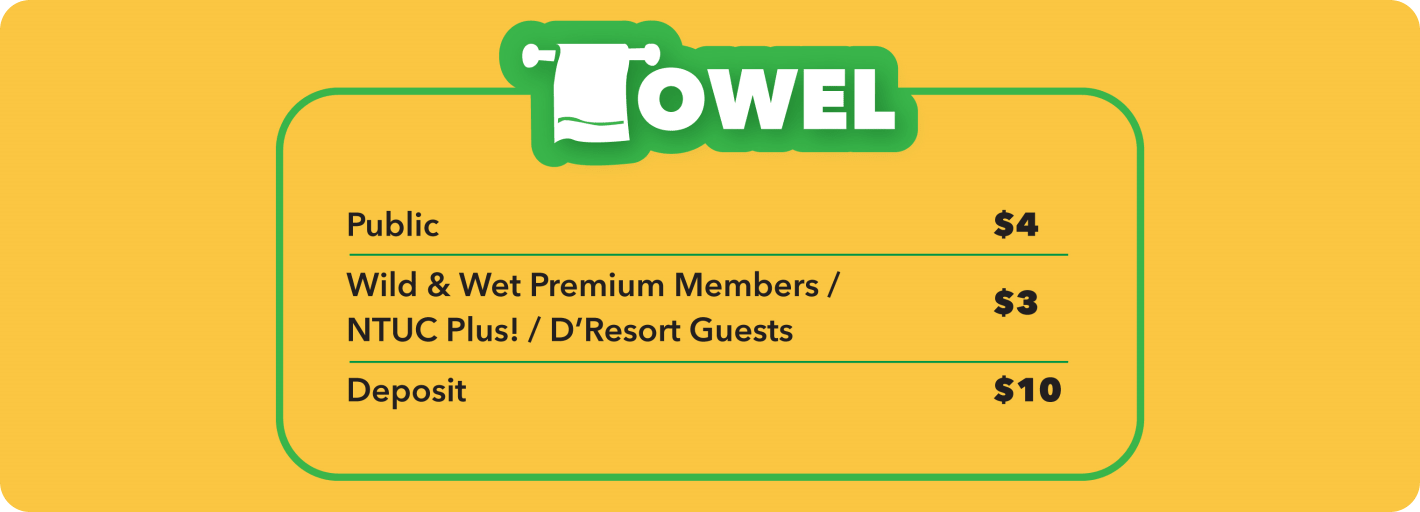 TOWEL
Public $4
Wild & Wet Premium Members /
NTUC Plus! / D’Resort Guests $3
Deposit $10